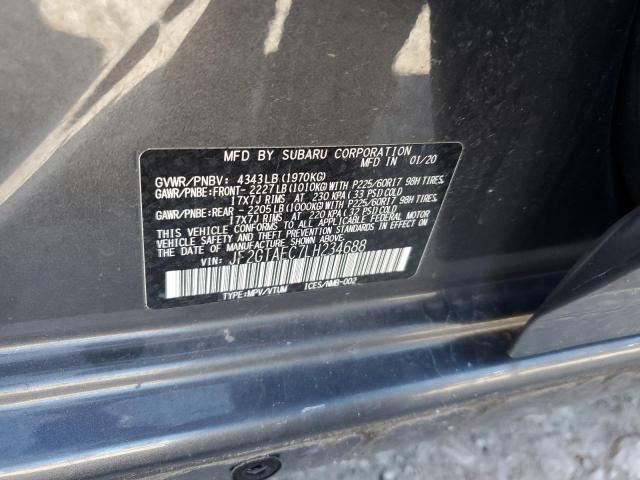 MFD BY SUBARU CORPORATION
MFD IN 01/20
GVWR/PNBV: 4343LB(1970KG)
GAWR/PNBE:FRONT-2227LB(1010KG)WITH P225/60R17 98H TIRES,
17X7J RIMS AT 230 KPA(33 PSI)COLD
GAWR/PNBE:REAR -2205LB(1000KG)WITH P225/60R17 98H TIRES,
17X7J RIMS AT 220 KPA(32 PSI)COLD
THIS VEHICLE CONFORMS TO ALL APPLICABLE FEDERAL MOTOR
VEHICLE SAFETY AND BUMPER STANDARDS IN EFFECT ON
THE DATE OF MANUFACTURE SHOWN ABOVE.
VIN: JF2GTAEC7LH234688
TYPE:MPV/VTUM ICES/NMB-002